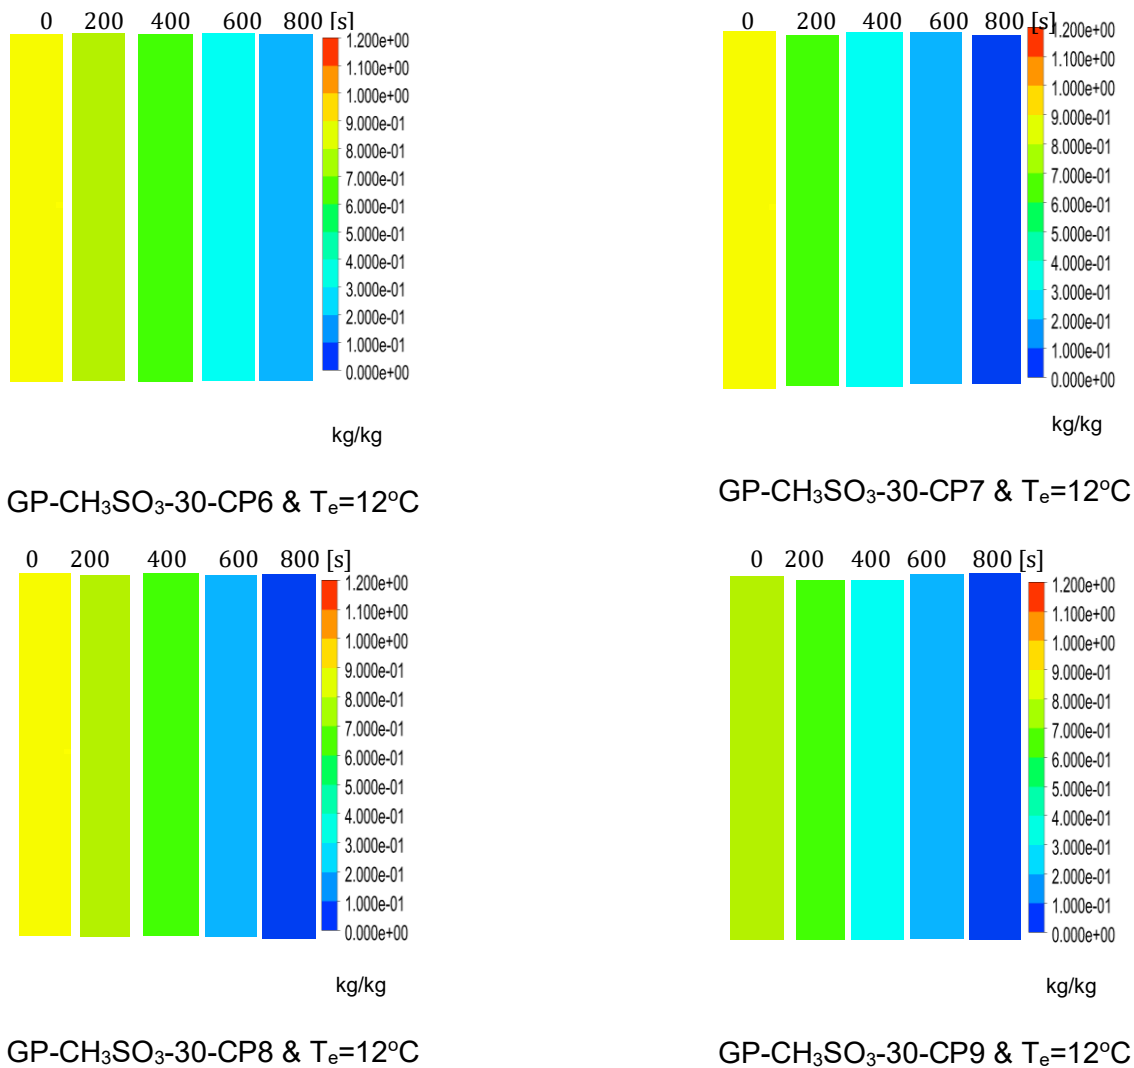 0 200 400 600 800 [s]
1.200e+00
1.100e+00
1.000e+00
9.000e-01
8.000e-01
7.000e-01
6.000e-01
5.000e-01
4.000e-01
3.000e-01
2.000e-01
1.000e-01
0.000e+00
kg/kg
GP-CH₃SO₃-30-CP6 & Tₑ=12°C
0 200 400 600 800 [s]
1.200e+00
1.100e+00
1.000e+00
9.000e-01
8.000e-01
7.000e-01
6.000e-01
5.000e-01
4.000e-01
3.000e-01
2.000e-01
1.000e-01
0.000e+00
kg/kg
GP-CH₃SO₃-30-CP7 & Tₑ=12°C
0 200 400 600 800 [s]
1.200e+00
1.100e+00
1.000e+00
9.000e-01
8.000e-01
7.000e-01
6.000e-01
5.000e-01
4.000e-01
3.000e-01
2.000e-01
1.000e-01
0.000e+00
kg/kg
GP-CH₃SO₃-30-CP8 & Tₑ=12°C
0 200 400 600 800 [s]
1.200e+00
1.100e+00
1.000e+00
9.000e-01
8.000e-01
7.000e-01
6.000e-01
5.000e-01
4.000e-01
3.000e-01
2.000e-01
1.000e-01
0.000e+00
kg/kg
GP-CH₃SO₃-30-CP9 & Tₑ=12°C